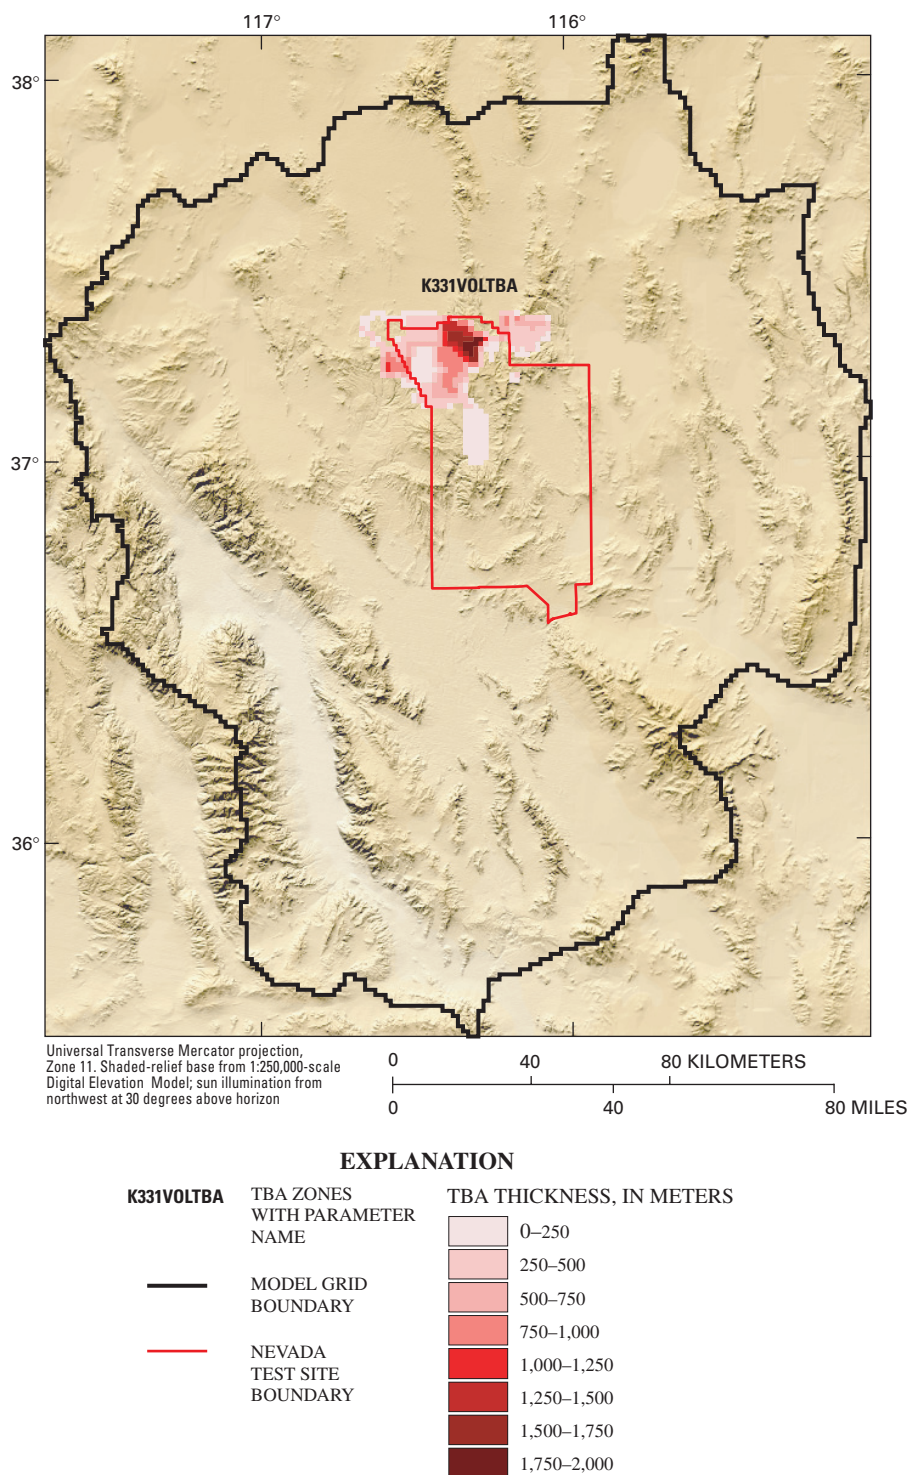 117°
116°
38°
K331VOLTBA
37°
36°
Universal Transverse Mercator projection,
Zone 11. Shaded-relief base from 1:250,000-scale
Digital Elevation Model; sun illumination from
northwest at 30 degrees above horizon
0
40
80 KILOMETERS
0
40
80 MILES
EXPLANATION
K331VOLTBA
TBA ZONES
WITH PARAMETER
NAME
MODEL GRID
BOUNDARY
NEVADA
TEST SITE
BOUNDARY
TBA THICKNESS, IN METERS
0–250
250–500
500–750
750–1,000
1,000–1,250
1,250–1,500
1,500–1,750
1,750–2,000